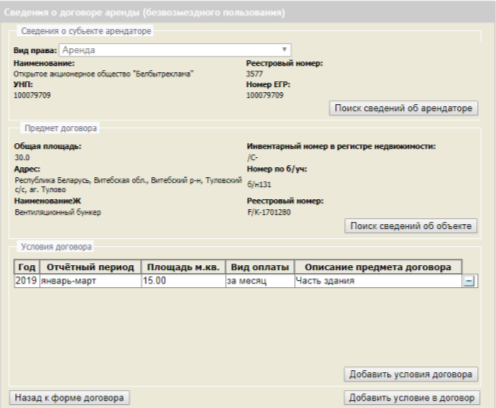 Сведения о договоре аренды (безвозмездного пользования)
Сведения о субъекте арендаторе
Вид права: Аренда
Наименование: Реестровый номер:
Открытое акционерное общество "Белбытреклама" 3577
УНП: Номер ЕГР:
100079709 100079709
Поиск сведений об арендаторе
Предмет договора
Общая площадь: Инвентарный номер в регистре недвижимости:
30.0 /С-
Адрес: Номер по б/уч:
Республика Беларусь, Витебская обл., Витебский р-н, Туловский
с/с, аг. Тулово б/н131
НаименованиеЖ Реестровый номер:
Вентиляционный бункер F/K-1701280
Поиск сведений об объекте
Условия договора
Год Отчётный период Площадь м.кв. Вид оплаты Описание предмета договора
2019 январь-март 15.00 за месяц Часть здания
Добавить условия договора
Назад к форме договора Добавить условие в договор